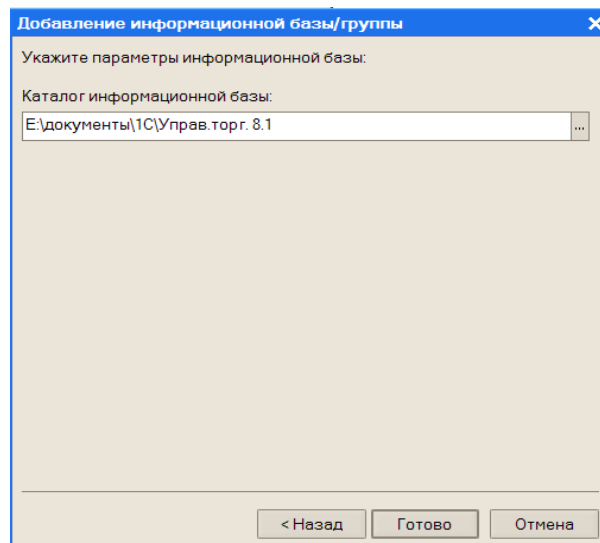 Добавление информационной базы/группы
Укажите параметры информационной базы:
Каталог информационной базы:
E:\документы\1С\Управ.торг. 8.1
...
< Назад
Готово
Отмена